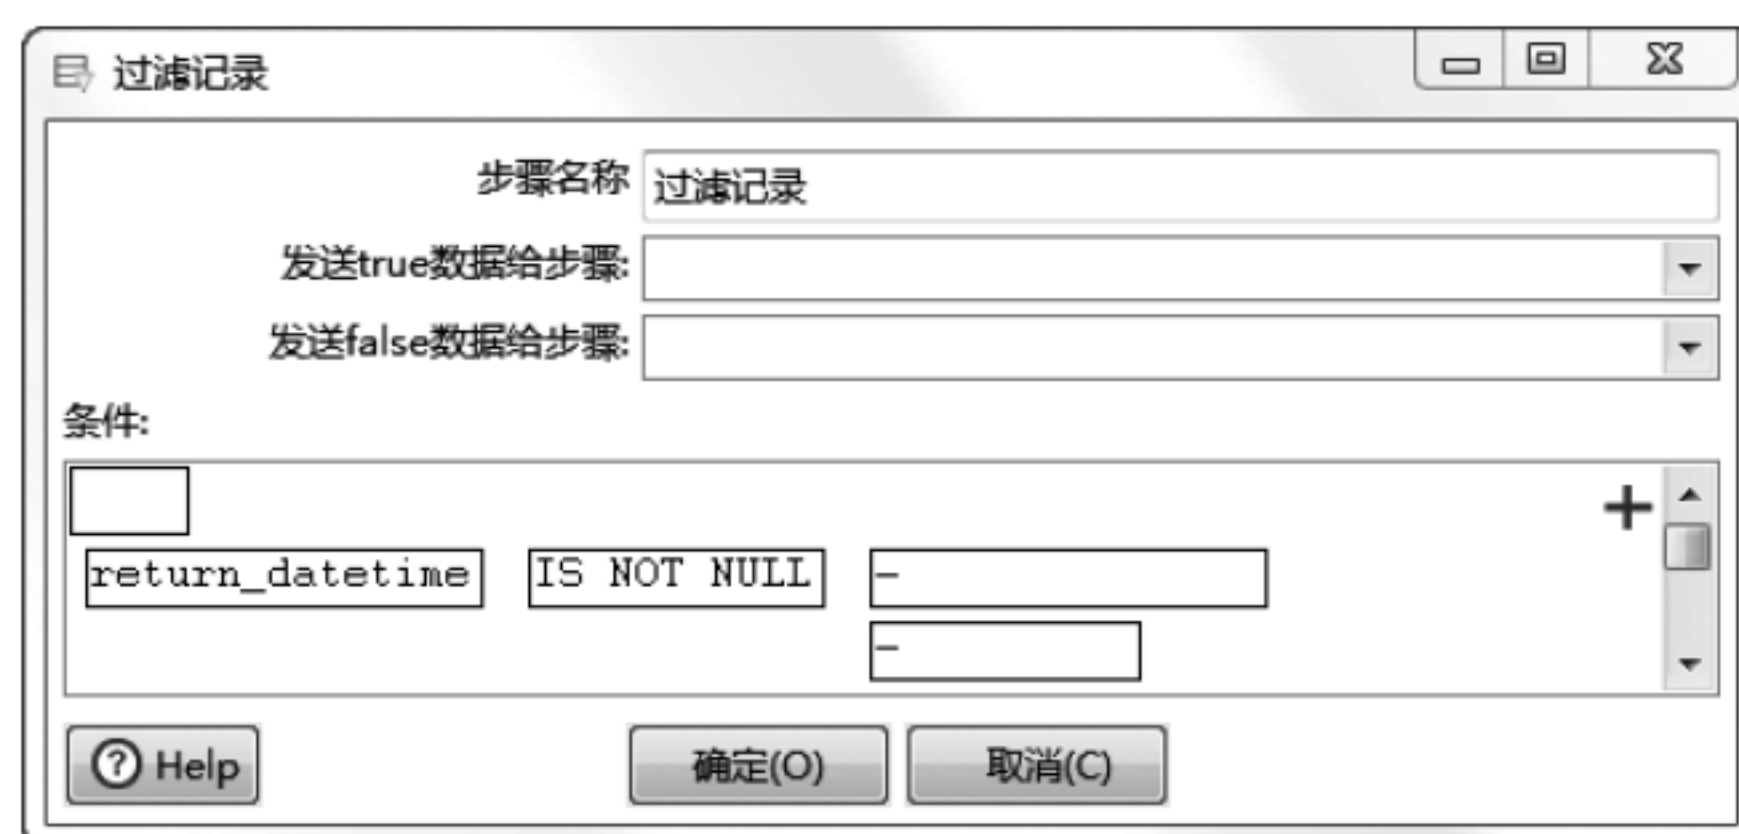 过滤记录
步骤名称 过滤记录
发送true数据给步骤:
发送false数据给步骤:
条件:
return_datetime IS NOT NULL –
–
Help 确定(O) 取消(C)